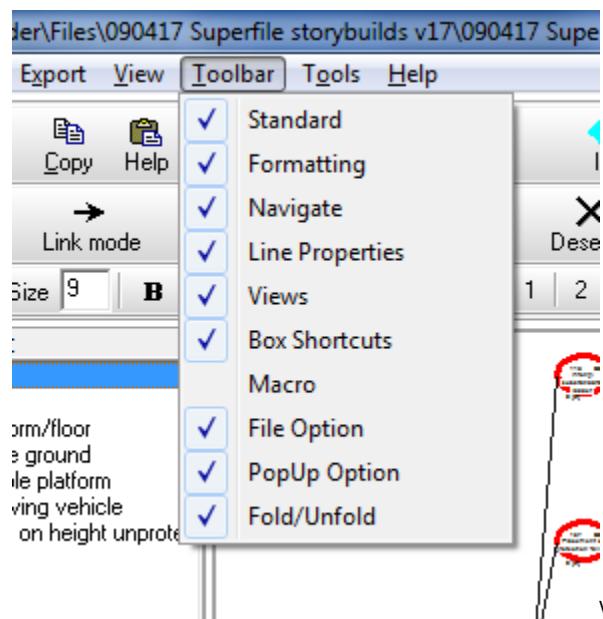 der\Files\090417 Superfile storybuilds v17\090417 Supe
Export View Toolbar Tools Help
Copy Help
Link mode
Dese
Size 9 B 1 2
Standard
Formatting
Navigate
Line Properties
Views
Box Shortcuts
Macro
File Option
PopUp Option
Fold/Unfold
orm/floor
e ground
ole platform
ving vehicle
on height unprote